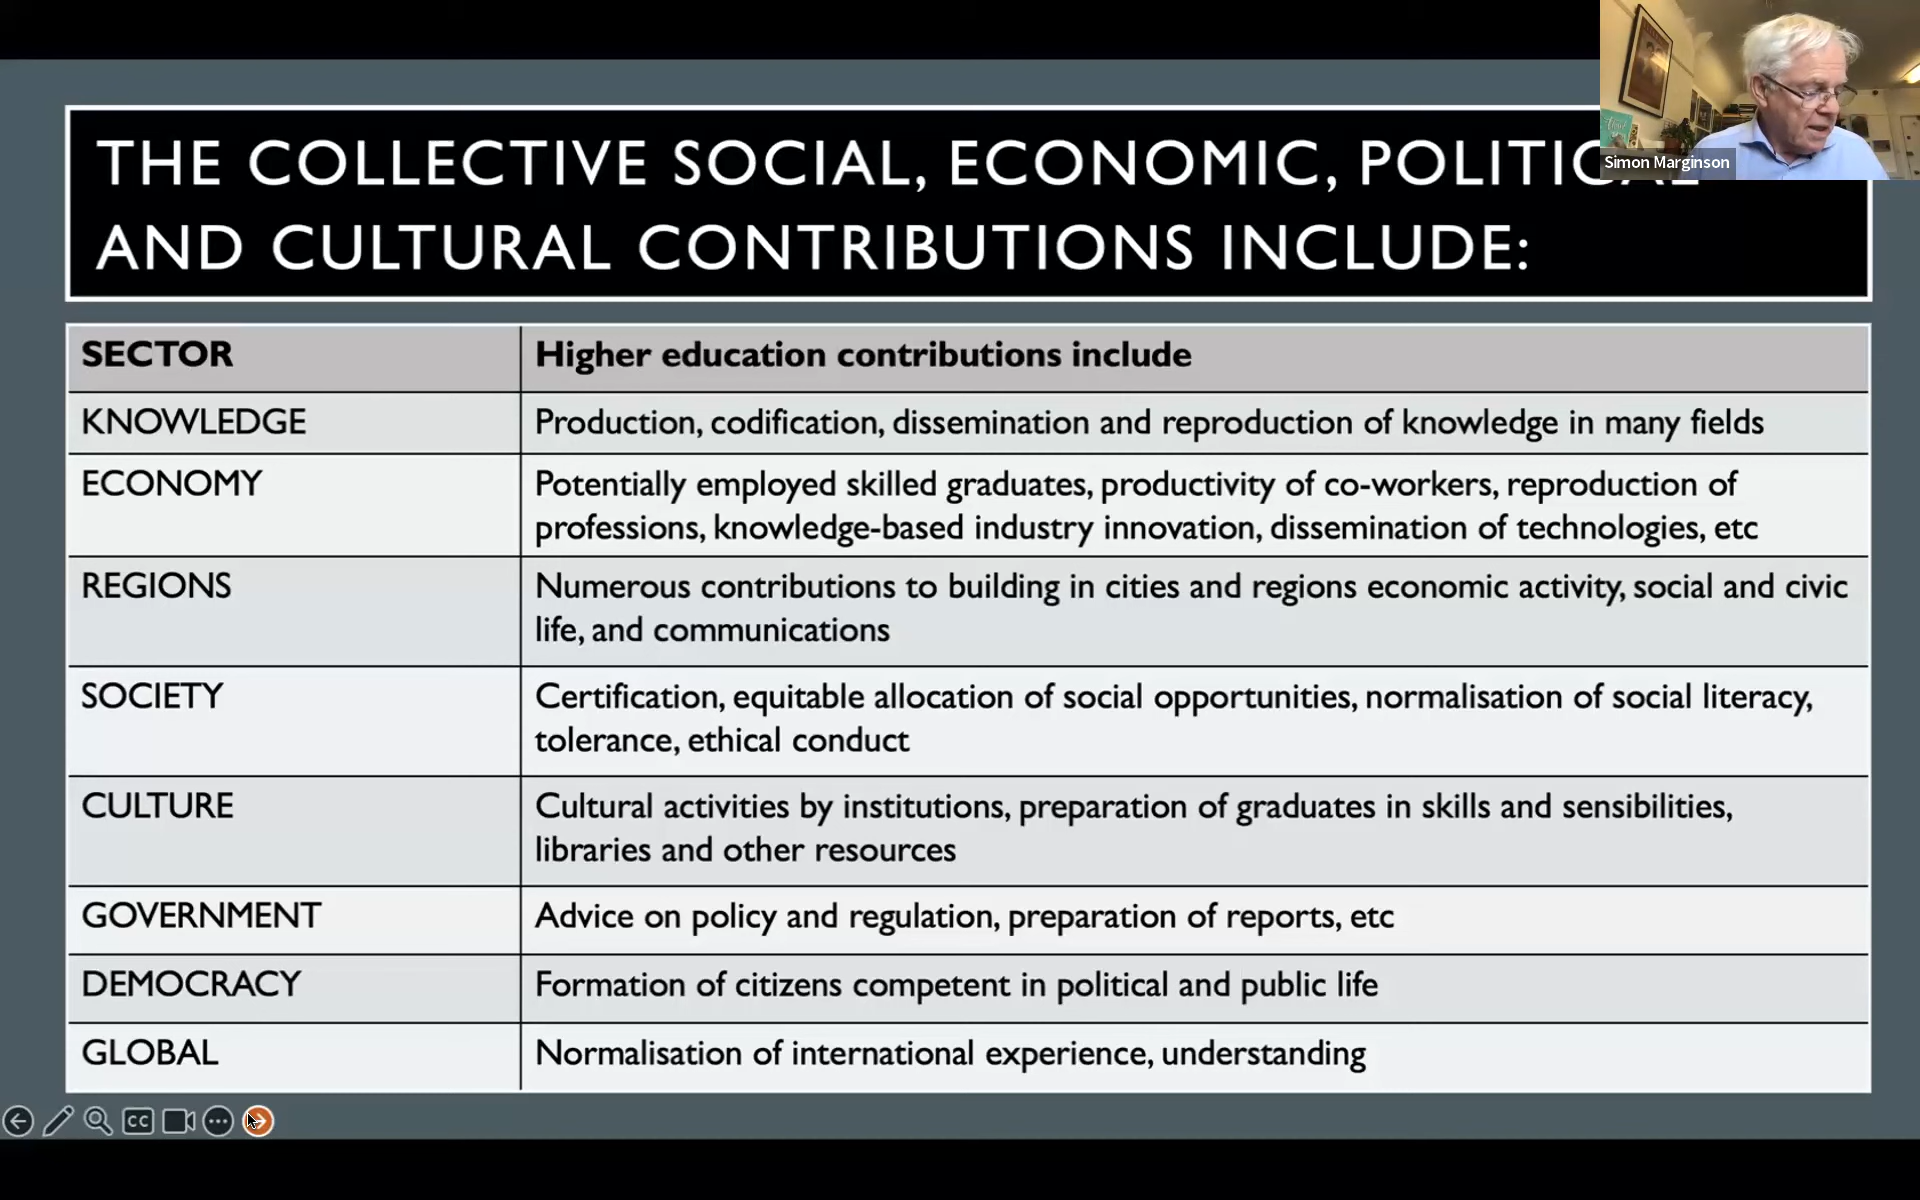 THE COLLECTIVE SOCIAL, ECONOMIC, POLITICAL
AND CULTURAL CONTRIBUTIONS INCLUDE:
Simon Marginson
SECTOR Higher education contributions include
KNOWLEDGE Production, codification, dissemination and reproduction of knowledge in many fields
ECONOMY Potentially employed skilled graduates, productivity of co-workers, reproduction of
professions, knowledge-based industry innovation, dissemination of technologies, etc
REGIONS Numerous contributions to building in cities and regions economic activity, social and civic
life, and communications
SOCIETY Certification, equitable allocation of social opportunities, normalisation of social literacy,
tolerance, ethical conduct
CULTURE Cultural activities by institutions, preparation of graduates in skills and sensibilities,
libraries and other resources
GOVERNMENT Advice on policy and regulation, preparation of reports, etc
DEMOCRACY Formation of citizens competent in political and public life
GLOBAL Normalisation of international experience, understanding
CC